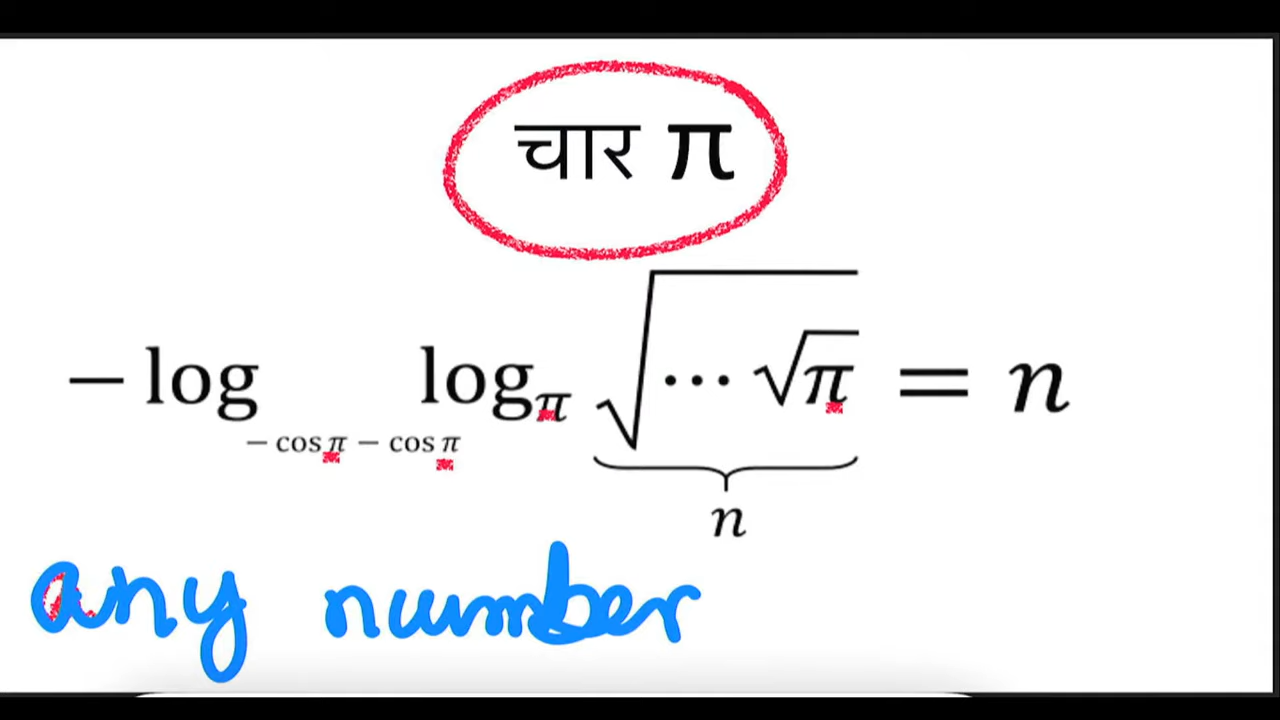 चार π
− log_{− cos π − cos π} log_π √(⋯ √π) = n
n
any number